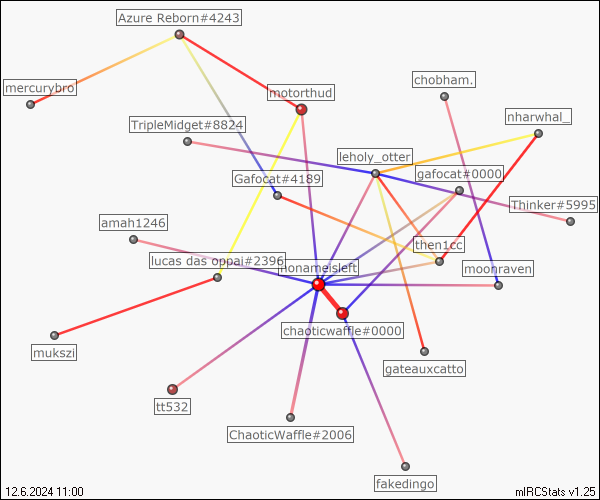 Azure Reborn#4243
mercurybro
chobham.
motorthud
nharwhal_
TripleMidget#8824
leholy_otter
Gafocat#4189
gafocat#0000
Thinker#5995
amah1246
then1cc
lucas das oppai#2396
nonameisleft
moonraven
chaoticwaffle#0000
mukszi
gateauxcatto
tt532
ChaoticWaffle#2006
fakedingo
12.6.2024 11:00
mIRCStats v1.25